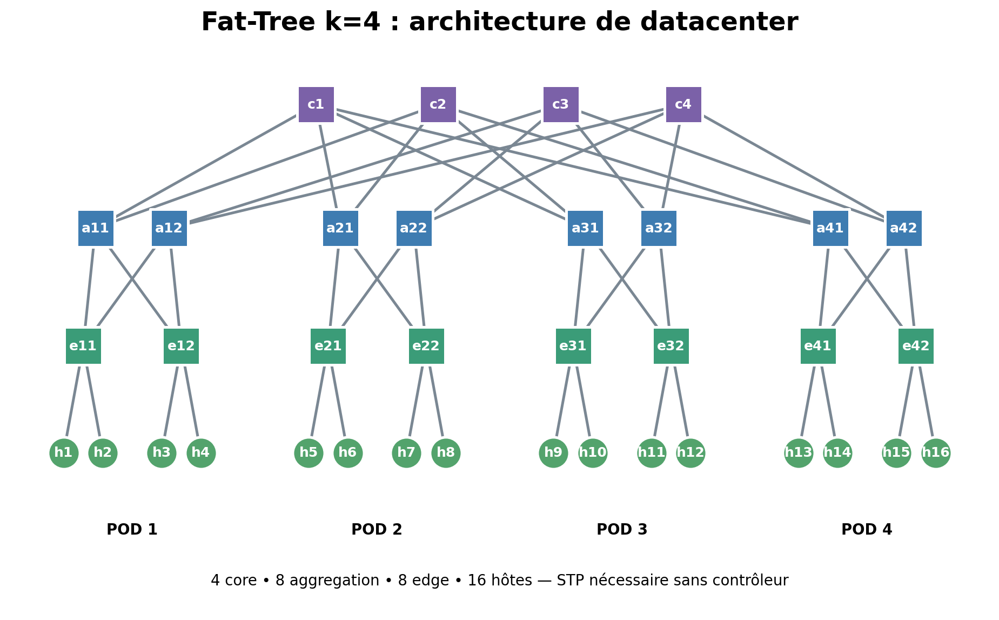 Fat-Tree k=4 : architecture de datacenter
c1 c2 c3 c4
a11 a12 a21 a22 a31 a32 a41 a42
e11 e12 e21 e22 e31 e32 e41 e42
h1 h2 h3 h4 h5 h6 h7 h8 h9 h10 h11 h12 h13 h14 h15 h16
POD 1 POD 2 POD 3 POD 4
4 core • 8 aggregation • 8 edge • 16 hôtes — STP nécessaire sans contrôleur